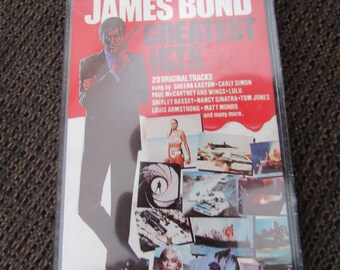 JAMES BOND
GREATEST
HITS
20 ORIGINAL TRACKS
sung by SHEENA EASTON • CARLY SIMON
PAUL McCARTNEY AND WINGS • LULU
SHIRLEY BASSEY • NANCY SINATRA • TOM JONES
LOUIS ARMSTRONG • MATT MONRO
and many more.